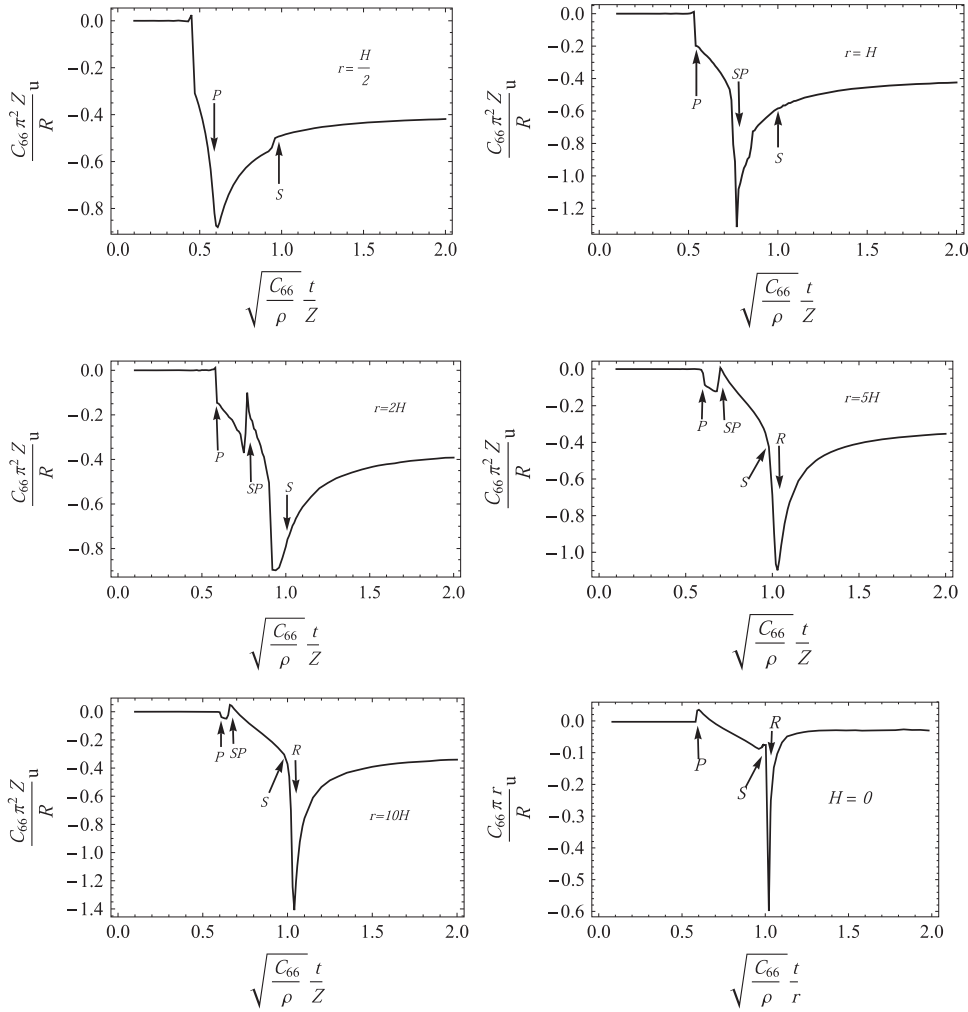 0.0
−0.2
−0.4
−0.6
−0.8
C₆₆ π² Z
R
u
r = H
2
P
S
0.0 0.5 1.0 1.5 2.0
√ C₆₆ t
ρ Z
0.0
−0.2
−0.4
−0.6
−0.8
−1.0
−1.2
C₆₆ π² Z
R
u
r = H
P
SP
S
0.0 0.5 1.0 1.5 2.0
√ C₆₆ t
ρ Z
0.0
−0.2
−0.4
−0.6
−0.8
C₆₆ π² Z
R
u
r=2H
P
SP
S
0.0 0.5 1.0 1.5 2.0
√ C₆₆ t
ρ Z
0.0
−0.2
−0.4
−0.6
−0.8
−1.0
C₆₆ π² Z
R
u
r=5H
P
SP
R
S
0.0 0.5 1.0 1.5 2.0
√ C₆₆ t
ρ Z
0.0
−0.2
−0.4
−0.6
−0.8
−1.0
−1.2
−1.4
C₆₆ π² Z
R
u
P SP
R
S
r=10H
0.0 0.5 1.0 1.5 2.0
√ C₆₆ t
ρ Z
0.0
−0.1
−0.2
−0.3
−0.4
−0.5
−0.6
C₆₆ π r
R
u
R
P
S
H = 0
0.0 0.5 1.0 1.5 2.0
√ C₆₆ t
ρ r